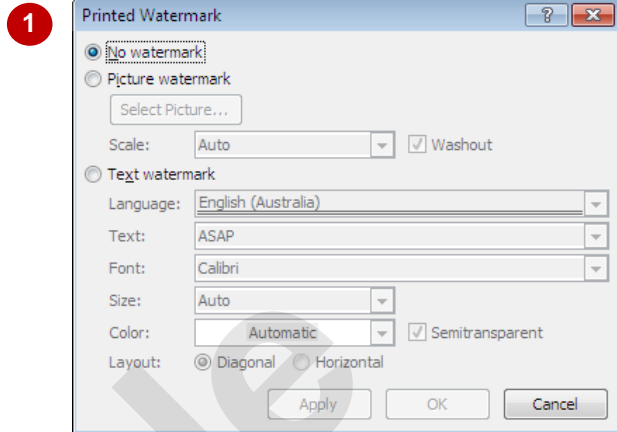 1
Printed Watermark
No watermark
Picture watermark
Select Picture...
Scale: Auto Washout
Text watermark
Language: English (Australia)
Text: ASAP
Font: Calibri
Size: Auto
Color: Automatic Semitransparent
Layout: Diagonal Horizontal
Apply OK Cancel